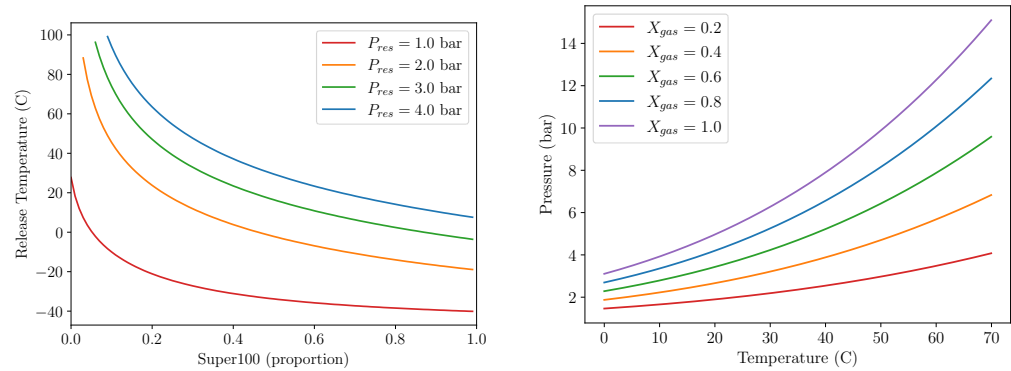 100
80
60
40
20
0
−20
−40
Release Temperature (C)
0.0 0.2 0.4 0.6 0.8 1.0
Super100 (proportion)
P_res = 1.0 bar
P_res = 2.0 bar
P_res = 3.0 bar
P_res = 4.0 bar
14
12
10
8
6
4
2
Pressure (bar)
0 10 20 30 40 50 60 70
Temperature (C)
X_gas = 0.2
X_gas = 0.4
X_gas = 0.6
X_gas = 0.8
X_gas = 1.0